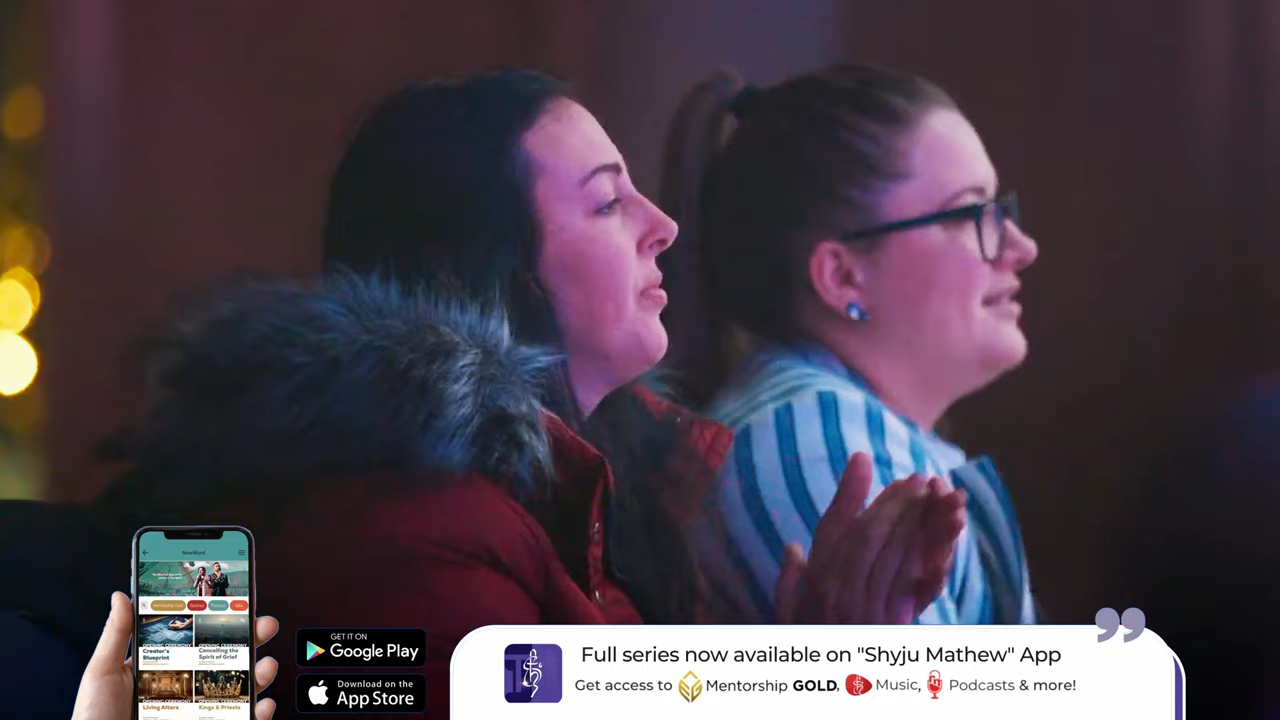 NowWord
Creator's
Blueprint
Cancelling the
Spirit of Grief
Living Altars
Kings & Priests
GET IT ON
Google Play
Download on the
App Store
Full series now available on "Shyju Mathew" App
Get access to Mentorship GOLD, Music, Podcasts & more!